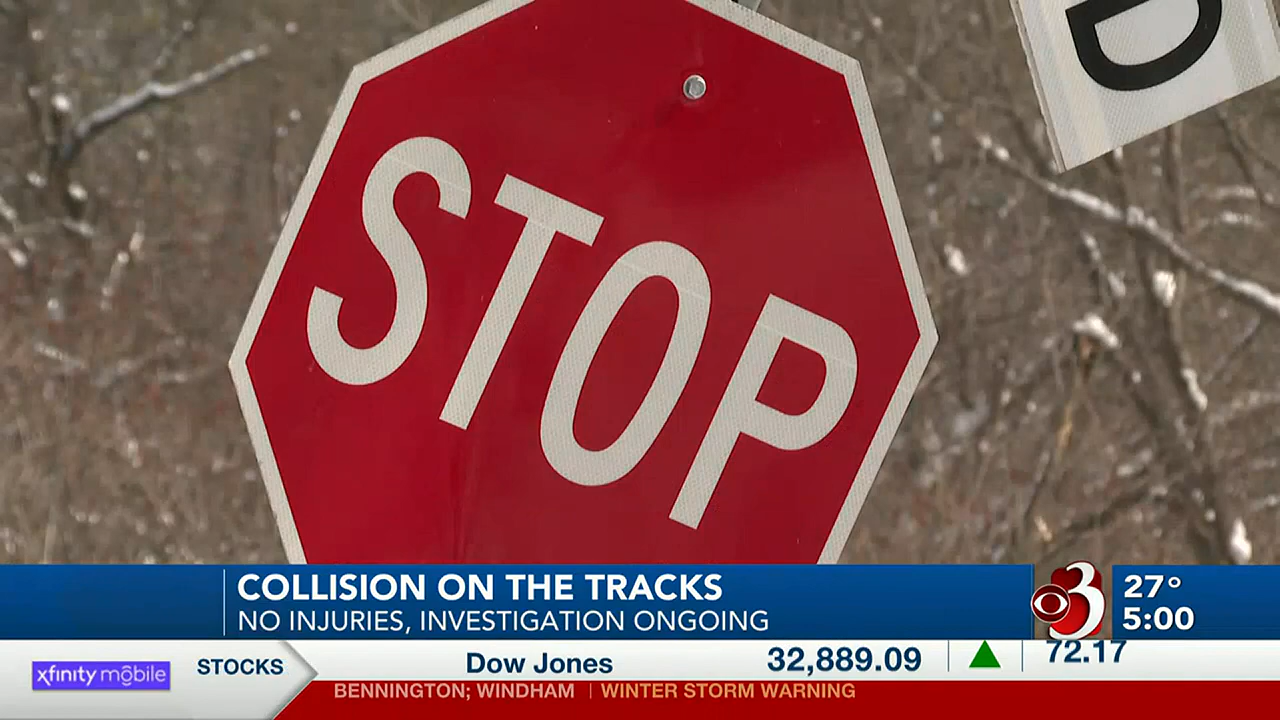 D
STOP
COLLISION ON THE TRACKS
NO INJURIES, INVESTIGATION ONGOING
3
27°
5:00
xfinity mobile
STOCKS
Dow Jones
32,889.09
72.17
BENNINGTON; WINDHAM | WINTER STORM WARNING